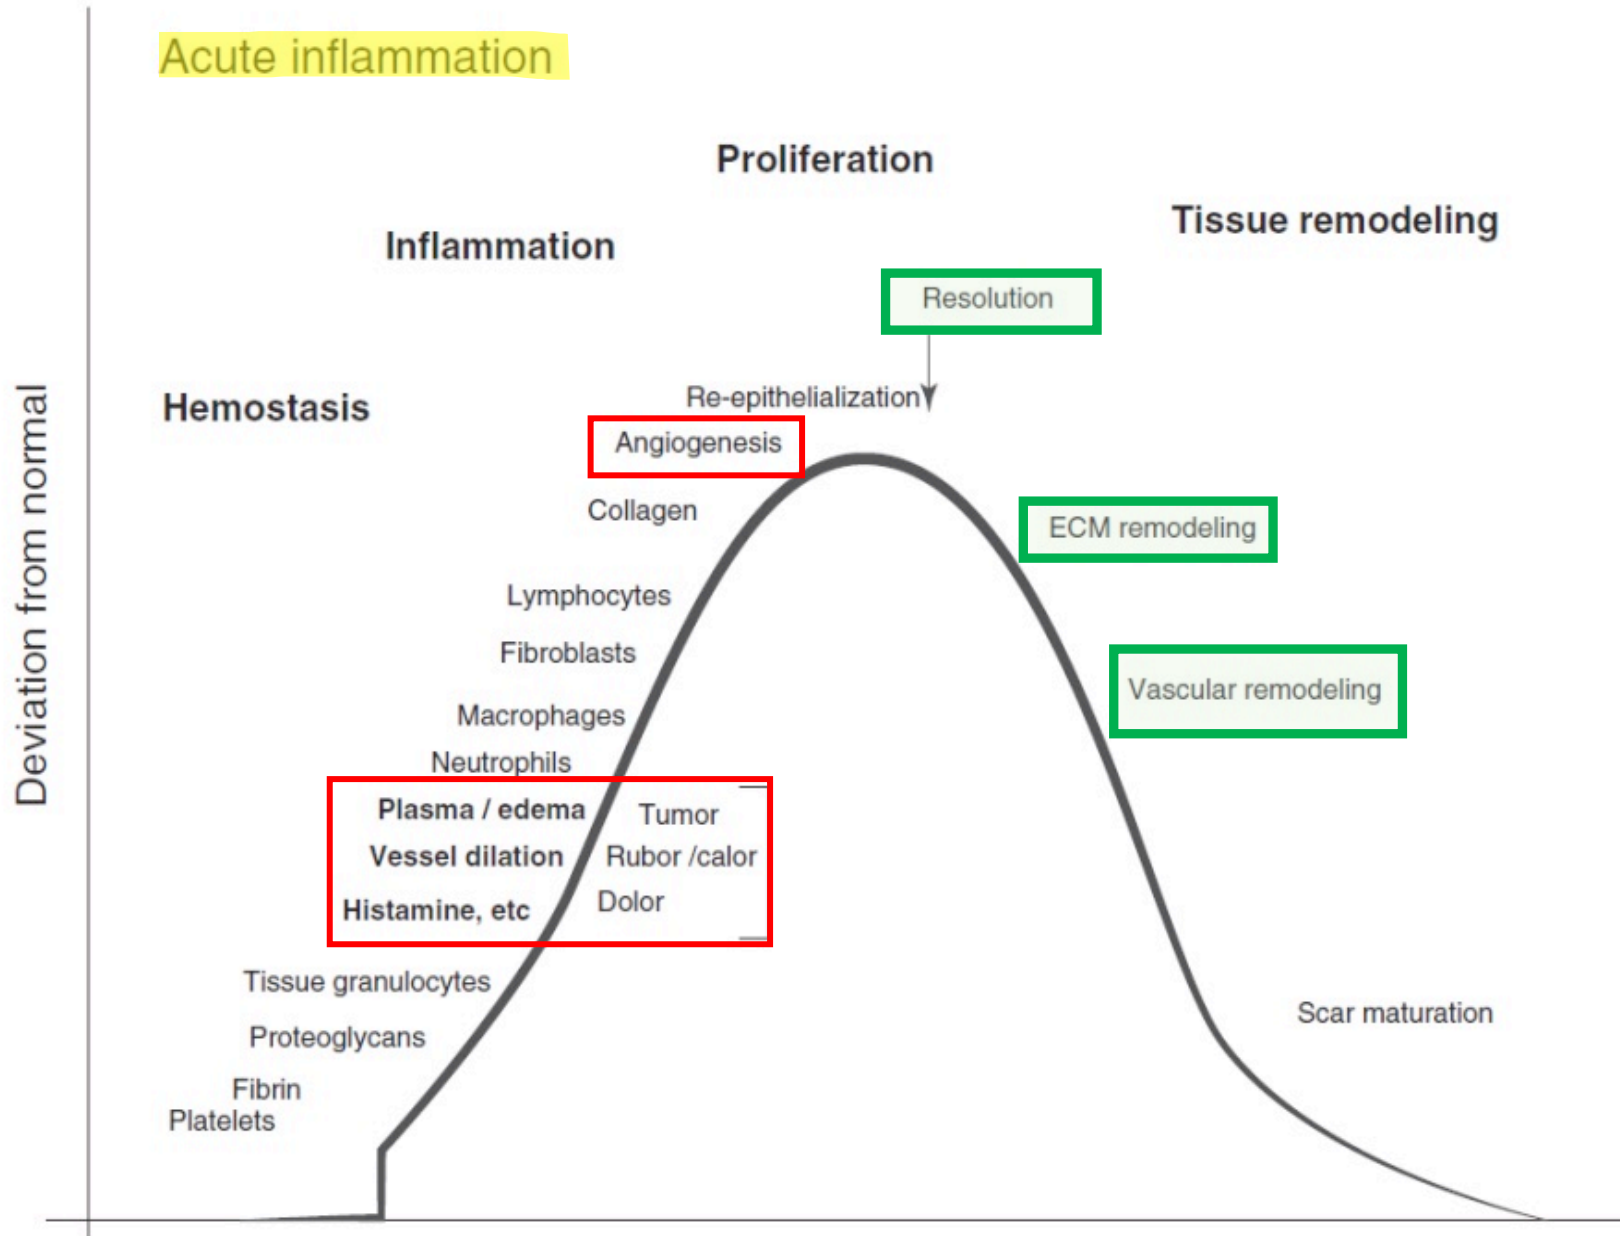 Acute inflammation
Proliferation
Tissue remodeling
Inflammation
Resolution
Re-epithelialization
Hemostasis
Angiogenesis
Collagen
ECM remodeling
Lymphocytes
Fibroblasts
Vascular remodeling
Macrophages
Neutrophils
Plasma / edema Tumor
Vessel dilation Rubor /calor
Histamine, etc Dolor
Tissue granulocytes
Scar maturation
Proteoglycans
Fibrin
Platelets
Deviation from normal